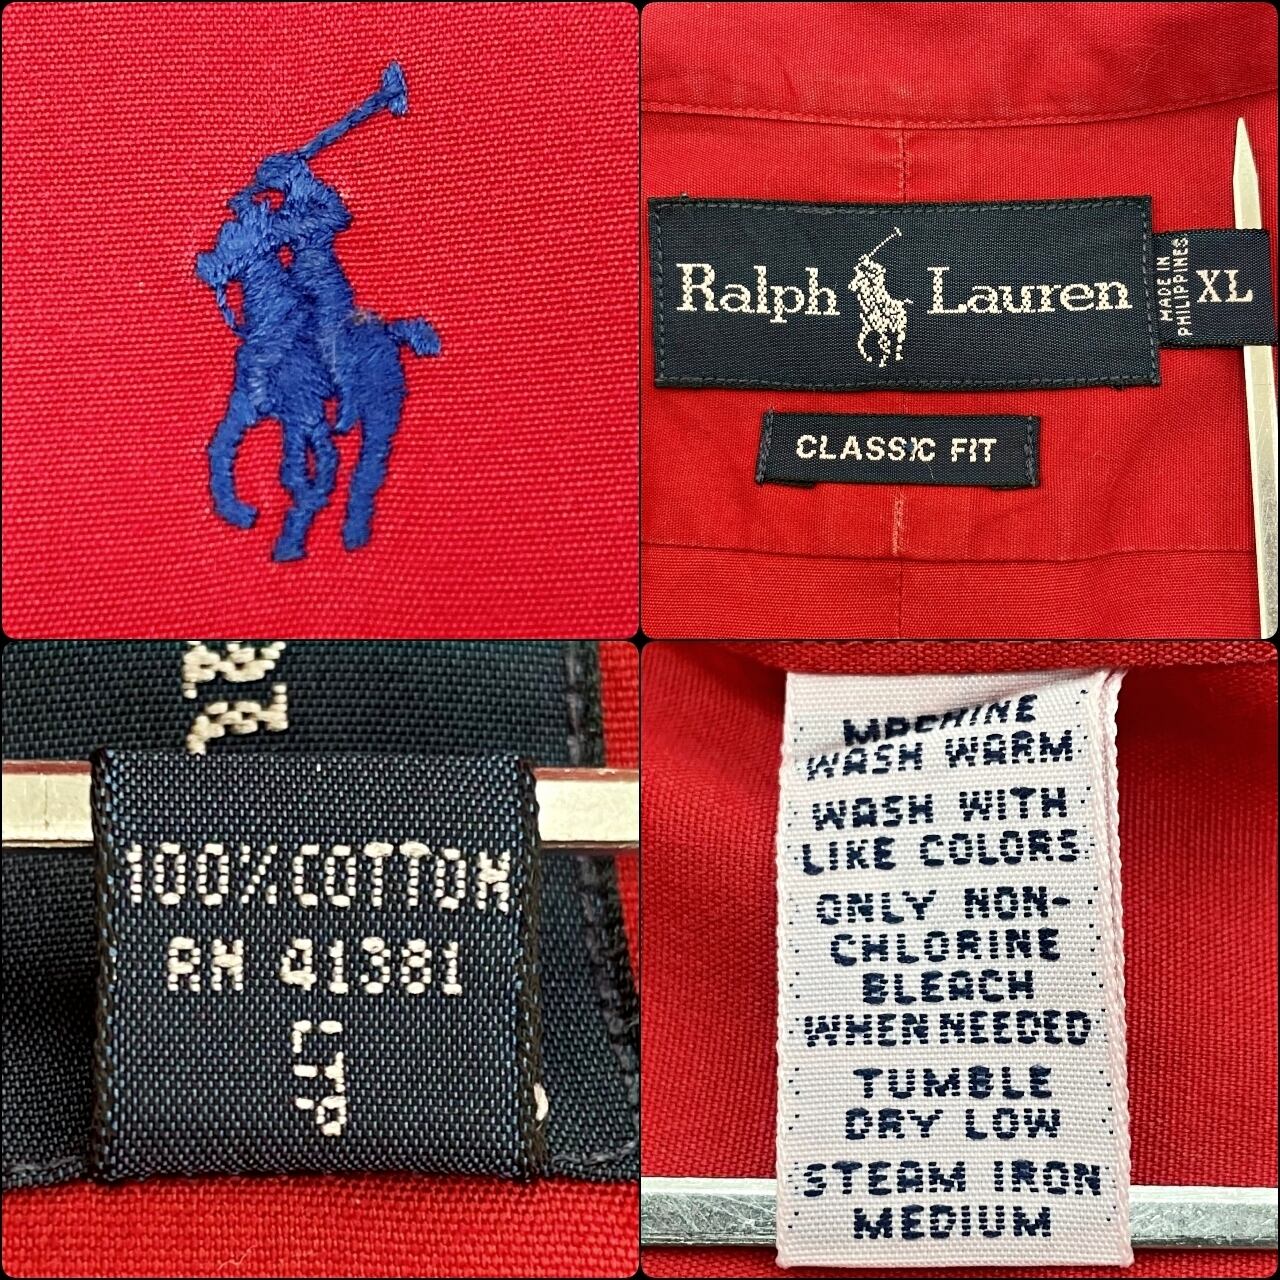 Ralph Lauren
MADE IN
PHILIPPINES
XL
CLASSIC FIT
100% COTTON
RN 41381
LTP
MACHINE
WASH WARM
WASH WITH
LIKE COLORS
ONLY NON-
CHLORINE
BLEACH
WHEN NEEDED
TUMBLE
DRY LOW
STEAM IRON
MEDIUM